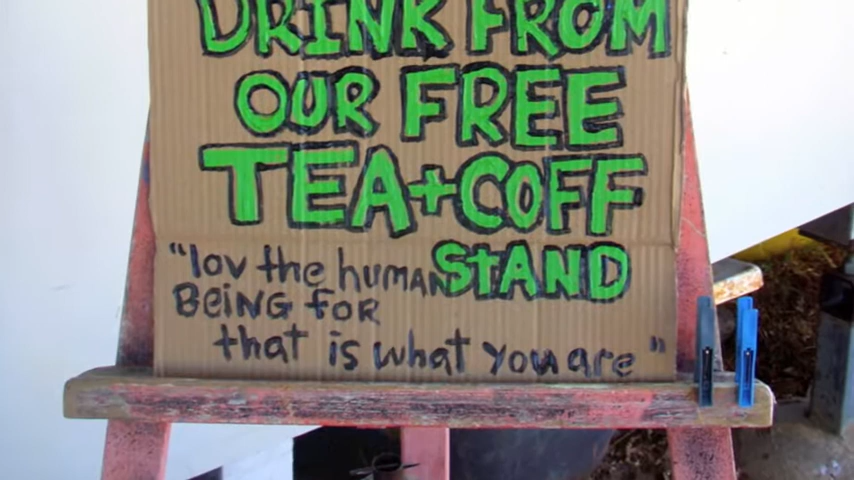 DRINK FROM
OUR FREE
TEA+COFF
STAND
"lov the human
BEiNG foR
that is what you are"